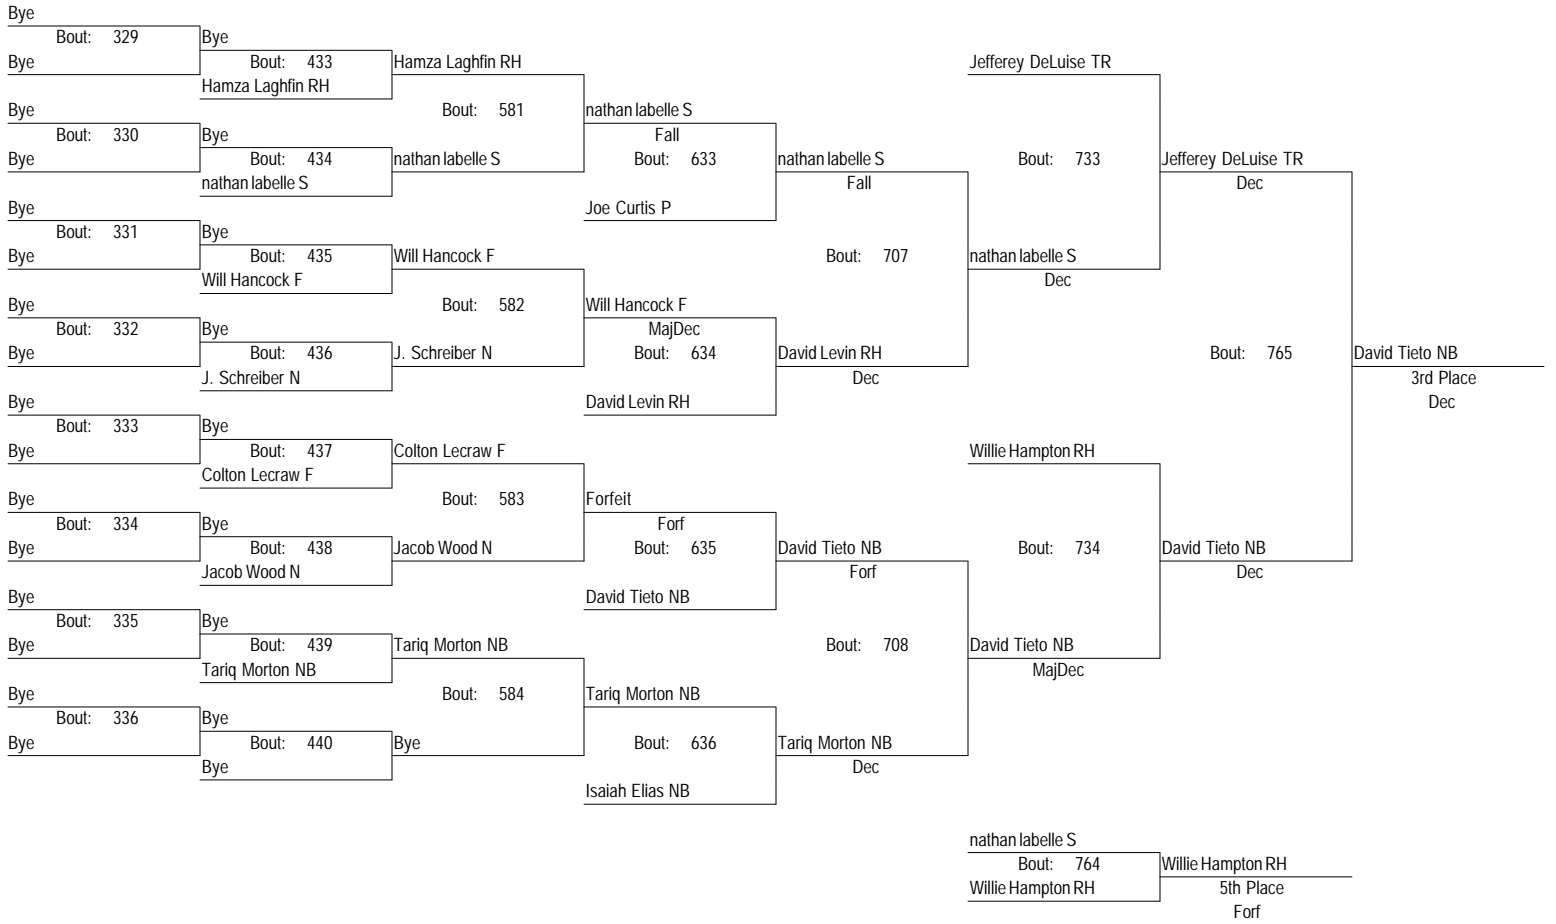 Bye
Bout: 329 Bye
Bye Bout: 433 Hamza Laghfin RH Jefferey DeLuise TR
Hamza Laghfin RH
Bye Bout: 581 nathan labelle S
Bout: 330 Bye Fall
Bye Bout: 434 nathan labelle S Bout: 633 nathan labelle S Bout: 733 Jefferey DeLuise TR
nathan labelle S Fall Dec
Bye Joe Curtis P
Bout: 331 Bye
Bye Bout: 435 Will Hancock F Bout: 707 nathan labelle S
Will Hancock F Dec
Bye Bout: 582 Will Hancock F
Bout: 332 Bye MajDec
Bye Bout: 436 J. Schreiber N Bout: 634 David Levin RH Bout: 765 David Tieto NB
J. Schreiber N Dec 3rd Place
Bye David Levin RH Dec
Bout: 333 Bye
Bye Bout: 437 Colton Lecraw F Willie Hampton RH
Colton Lecraw F
Bye Bout: 583 Forfeit
Bout: 334 Bye Forf
Bye Bout: 438 Jacob Wood N Bout: 635 David Tieto NB Bout: 734 David Tieto NB
Jacob Wood N Forf Dec
Bye David Tieto NB
Bout: 335 Bye
Bye Bout: 439 Tariq Morton NB Bout: 708 David Tieto NB
Tariq Morton NB MajDec
Bye Bout: 584 Tariq Morton NB
Bout: 336 Bye
Bye Bout: 440 Bye Bout: 636 Tariq Morton NB
Bye Dec
Isaiah Elias NB
nathan labelle S
Bout: 764 Willie Hampton RH
Willie Hampton RH 5th Place
Forf